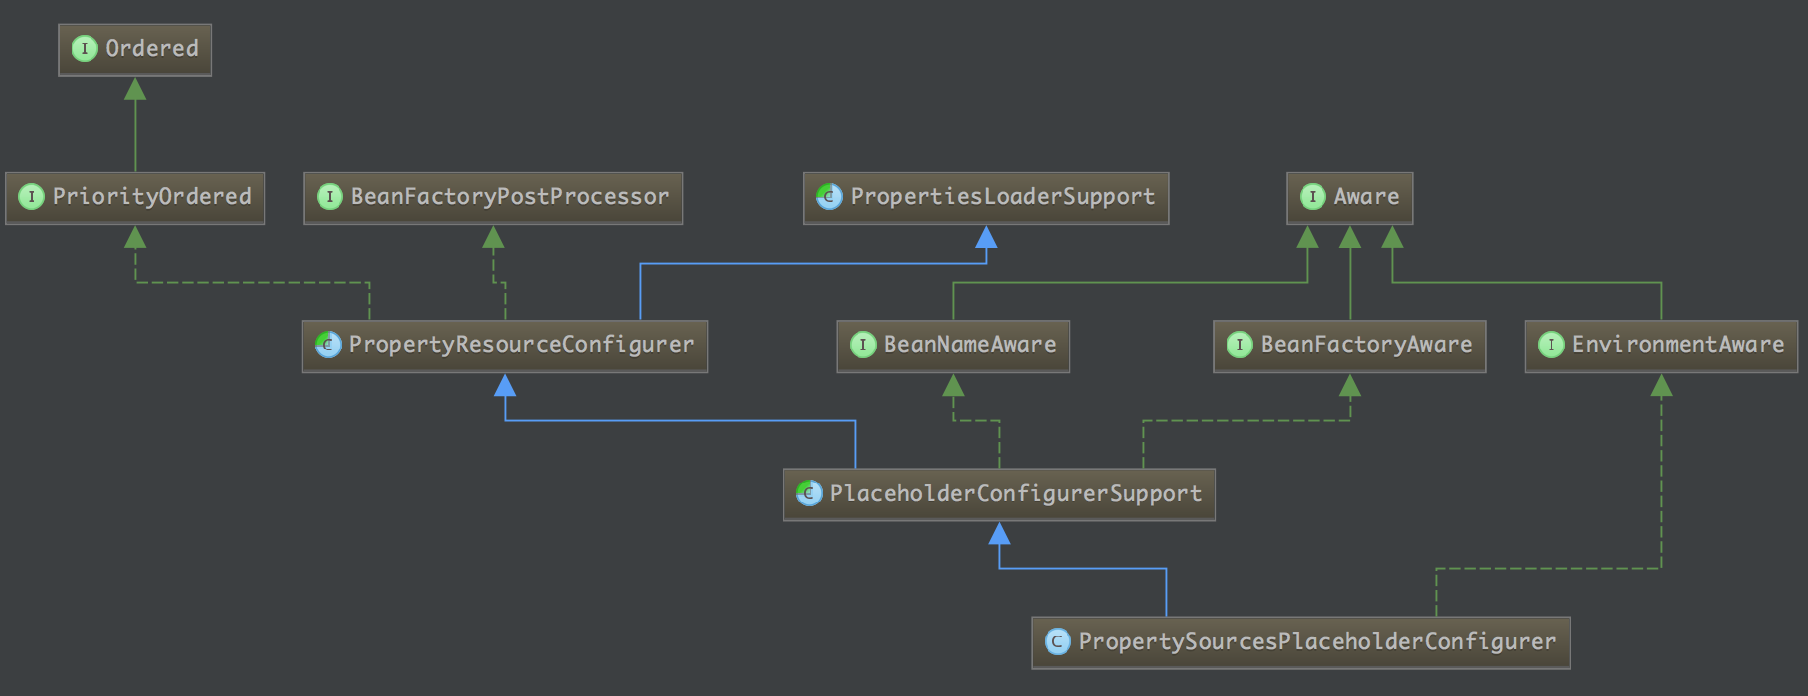 I Ordered
I PriorityOrdered
I BeanFactoryPostProcessor
C PropertiesLoaderSupport
I Aware
C PropertyResourceConfigurer
I BeanNameAware
I BeanFactoryAware
I EnvironmentAware
C PlaceholderConfigurerSupport
C PropertySourcesPlaceholderConfigurer